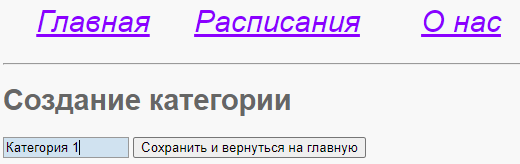 Главная Расписания О нас
Создание категории
Категория 1 Сохранить и вернуться на главную